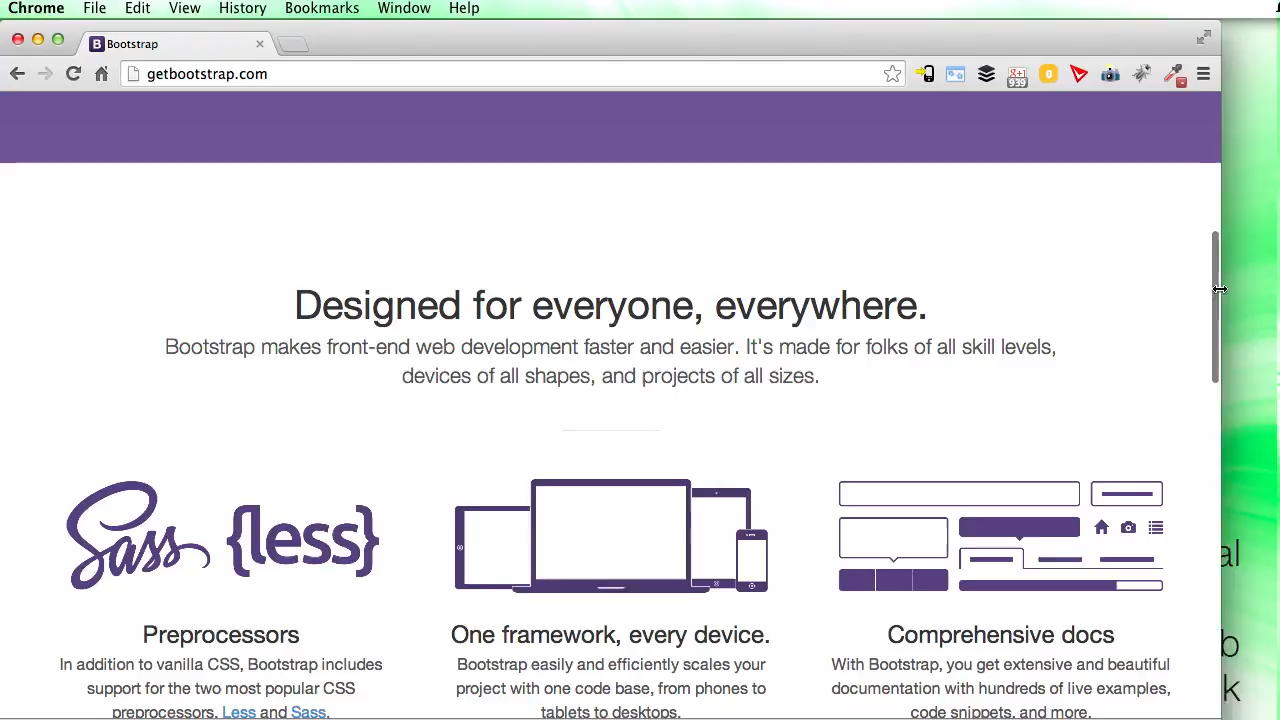 Chrome File Edit View History Bookmarks Window Help
Bootstrap
getbootstrap.com
Designed for everyone, everywhere.
Bootstrap makes front-end web development faster and easier. It's made for folks of all skill levels,
devices of all shapes, and projects of all sizes.
Sass {less}
Preprocessors
In addition to vanilla CSS, Bootstrap includes
support for the two most popular CSS
preprocessors, Less and Sass.
One framework, every device.
Bootstrap easily and efficiently scales your
project with one code base, from phones to
tablets to desktops.
Comprehensive docs
With Bootstrap, you get extensive and beautiful
documentation with hundreds of live examples,
code snippets, and more.
al
b
k